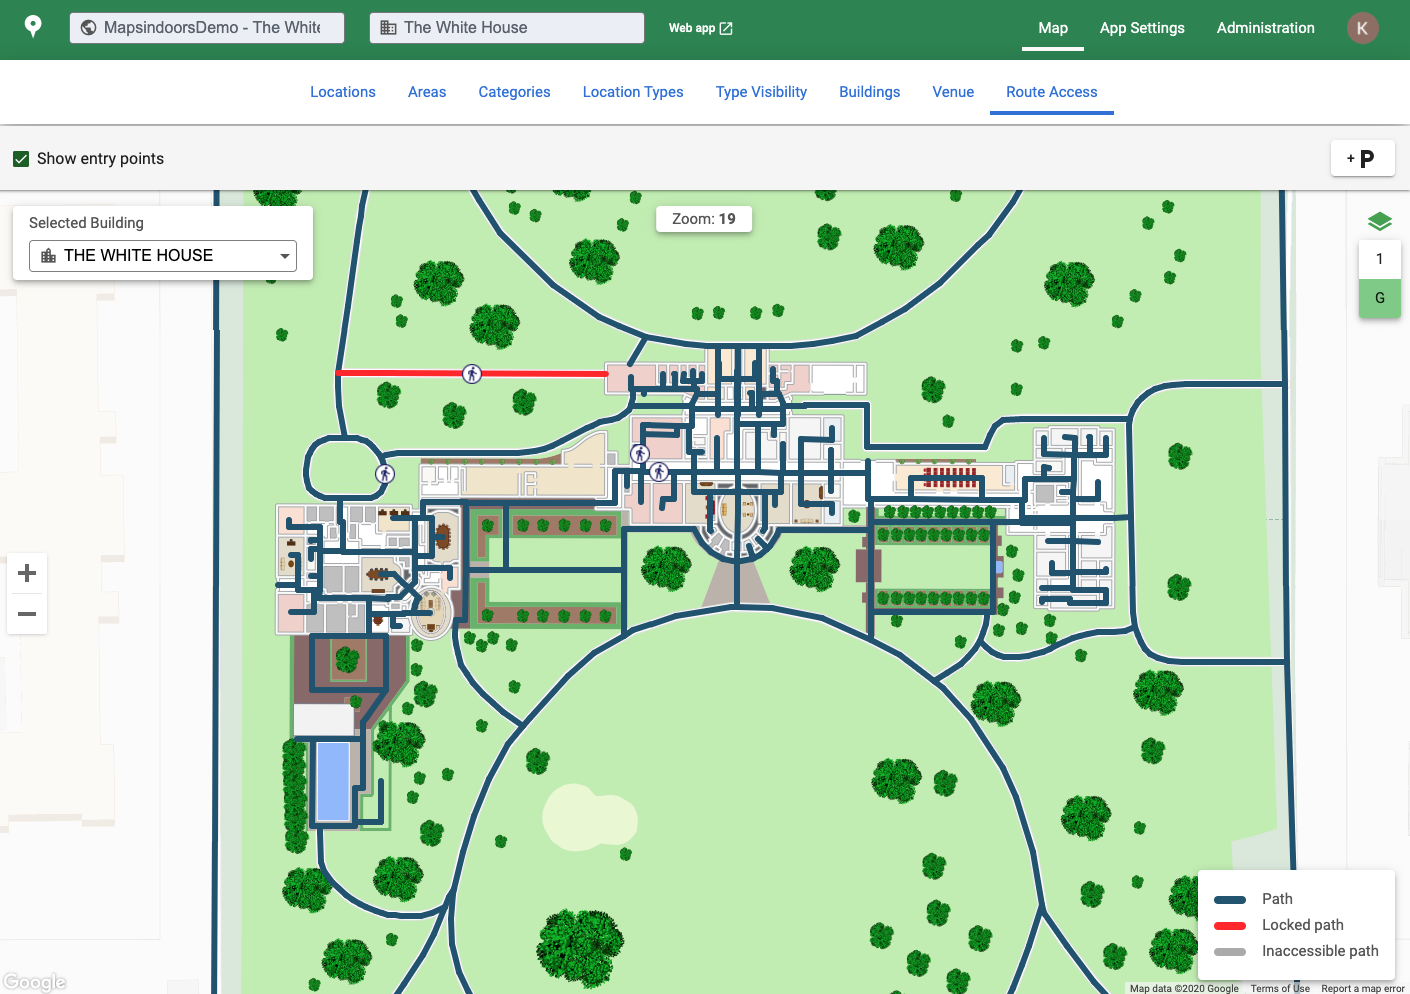 MapsindoorsDemo - The White
The White House
Web app
Map
App Settings
Administration
K
Locations
Areas
Categories
Location Types
Type Visibility
Buildings
Venue
Route Access
Show entry points
+ P
Selected Building
THE WHITE HOUSE
Zoom: 19
1
G
+
−
Path
Locked path
Inaccessible path
Google
Map data ©2020 Google
Terms of Use
Report a map error